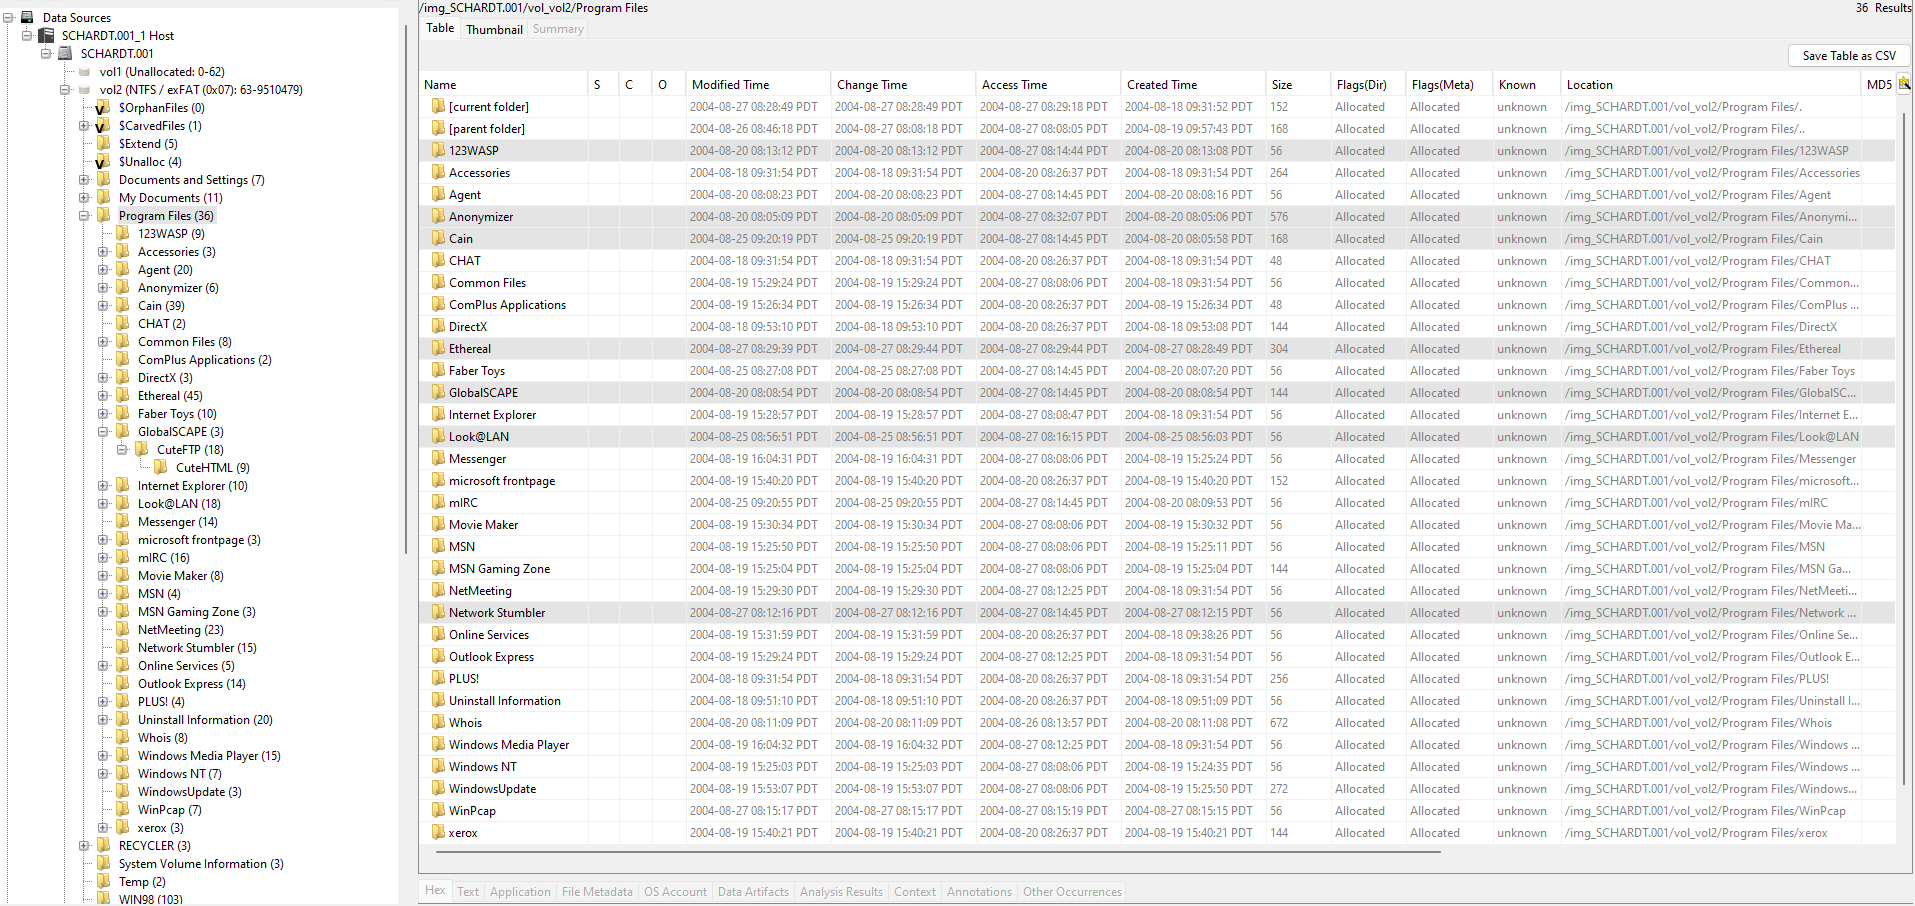 Data Sources
SCHARDT.001_1 Host
SCHARDT.001
vol1 (Unallocated: 0-62)
vol2 (NTFS / exFAT (0x07): 63-9510479)
$OrphanFiles (0)
$CarvedFiles (1)
$Extend (5)
$Unalloc (4)
Documents and Settings (7)
My Documents (11)
Program Files (36)
123WASP (9)
Accessories (3)
Agent (20)
Anonymizer (6)
Cain (39)
CHAT (2)
Common Files (8)
ComPlus Applications (2)
DirectX (3)
Ethereal (45)
Faber Toys (10)
GlobalSCAPE (3)
CuteFTP (18)
CuteHTML (9)
Internet Explorer (10)
Look@LAN (18)
Messenger (14)
microsoft frontpage (3)
mIRC (16)
Movie Maker (8)
MSN (4)
MSN Gaming Zone (3)
NetMeeting (23)
Network Stumbler (15)
Online Services (5)
Outlook Express (14)
PLUS! (4)
Uninstall Information (20)
Whois (8)
Windows Media Player (15)
Windows NT (7)
WindowsUpdate (3)
WinPcap (7)
xerox (3)
RECYCLER (3)
System Volume Information (3)
Temp (2)
WIN98 (103)
/img_SCHARDT.001/vol_vol2/Program Files 36 Results
Table Thumbnail Summary
Save Table as CSV
Name S C O Modified Time Change Time Access Time Created Time Size Flags(Dir) Flags(Meta) Known Location MD5
[current folder] 2004-08-27 08:28:49 PDT 2004-08-27 08:28:49 PDT 2004-08-27 08:29:18 PDT 2004-08-18 09:31:52 PDT 152 Allocated Allocated unknown /img_SCHARDT.001/vol_vol2/Program Files/.
[parent folder] 2004-08-26 08:46:18 PDT 2004-08-27 08:08:18 PDT 2004-08-27 08:08:05 PDT 2004-08-19 09:57:43 PDT 168 Allocated Allocated unknown /img_SCHARDT.001/vol_vol2/Program Files/..
123WASP 2004-08-20 08:13:12 PDT 2004-08-20 08:13:12 PDT 2004-08-27 08:14:44 PDT 2004-08-20 08:13:08 PDT 56 Allocated Allocated unknown /img_SCHARDT.001/vol_vol2/Program Files/123WASP
Accessories 2004-08-18 09:31:54 PDT 2004-08-18 09:31:54 PDT 2004-08-20 08:26:37 PDT 2004-08-18 09:31:54 PDT 264 Allocated Allocated unknown /img_SCHARDT.001/vol_vol2/Program Files/Accessories
Agent 2004-08-20 08:08:23 PDT 2004-08-20 08:08:23 PDT 2004-08-27 08:14:45 PDT 2004-08-20 08:08:16 PDT 56 Allocated Allocated unknown /img_SCHARDT.001/vol_vol2/Program Files/Agent
Anonymizer 2004-08-20 08:05:09 PDT 2004-08-20 08:05:09 PDT 2004-08-27 08:32:07 PDT 2004-08-20 08:05:06 PDT 576 Allocated Allocated unknown /img_SCHARDT.001/vol_vol2/Program Files/Anonymi...
Cain 2004-08-25 09:20:19 PDT 2004-08-25 09:20:19 PDT 2004-08-27 08:14:45 PDT 2004-08-20 08:05:58 PDT 168 Allocated Allocated unknown /img_SCHARDT.001/vol_vol2/Program Files/Cain
CHAT 2004-08-18 09:31:54 PDT 2004-08-18 09:31:54 PDT 2004-08-20 08:26:37 PDT 2004-08-18 09:31:54 PDT 48 Allocated Allocated unknown /img_SCHARDT.001/vol_vol2/Program Files/CHAT
Common Files 2004-08-19 15:29:24 PDT 2004-08-19 15:29:24 PDT 2004-08-27 08:08:06 PDT 2004-08-18 09:31:54 PDT 56 Allocated Allocated unknown /img_SCHARDT.001/vol_vol2/Program Files/Common...
ComPlus Applications 2004-08-19 15:26:34 PDT 2004-08-19 15:26:34 PDT 2004-08-20 08:26:37 PDT 2004-08-19 15:26:34 PDT 48 Allocated Allocated unknown /img_SCHARDT.001/vol_vol2/Program Files/ComPlus ...
DirectX 2004-08-18 09:53:10 PDT 2004-08-18 09:53:10 PDT 2004-08-20 08:26:37 PDT 2004-08-18 09:53:08 PDT 144 Allocated Allocated unknown /img_SCHARDT.001/vol_vol2/Program Files/DirectX
Ethereal 2004-08-27 08:29:39 PDT 2004-08-27 08:29:44 PDT 2004-08-27 08:29:44 PDT 2004-08-27 08:28:49 PDT 304 Allocated Allocated unknown /img_SCHARDT.001/vol_vol2/Program Files/Ethereal
Faber Toys 2004-08-25 08:27:08 PDT 2004-08-25 08:27:08 PDT 2004-08-27 08:14:45 PDT 2004-08-20 08:07:20 PDT 56 Allocated Allocated unknown /img_SCHARDT.001/vol_vol2/Program Files/Faber Toys
GlobalSCAPE 2004-08-20 08:08:54 PDT 2004-08-20 08:08:54 PDT 2004-08-27 08:14:45 PDT 2004-08-20 08:08:54 PDT 144 Allocated Allocated unknown /img_SCHARDT.001/vol_vol2/Program Files/GlobalSC...
Internet Explorer 2004-08-19 15:28:57 PDT 2004-08-19 15:28:57 PDT 2004-08-27 08:08:47 PDT 2004-08-18 09:31:54 PDT 56 Allocated Allocated unknown /img_SCHARDT.001/vol_vol2/Program Files/Internet E...
Look@LAN 2004-08-25 08:56:51 PDT 2004-08-25 08:56:51 PDT 2004-08-27 08:16:15 PDT 2004-08-25 08:56:03 PDT 56 Allocated Allocated unknown /img_SCHARDT.001/vol_vol2/Program Files/Look@LAN
Messenger 2004-08-19 16:04:31 PDT 2004-08-19 16:04:31 PDT 2004-08-27 08:08:06 PDT 2004-08-19 15:25:24 PDT 56 Allocated Allocated unknown /img_SCHARDT.001/vol_vol2/Program Files/Messenger
microsoft frontpage 2004-08-19 15:40:20 PDT 2004-08-19 15:40:20 PDT 2004-08-20 08:26:37 PDT 2004-08-19 15:40:20 PDT 152 Allocated Allocated unknown /img_SCHARDT.001/vol_vol2/Program Files/microsoft...
mIRC 2004-08-25 09:20:55 PDT 2004-08-25 09:20:55 PDT 2004-08-27 08:14:45 PDT 2004-08-20 08:09:53 PDT 56 Allocated Allocated unknown /img_SCHARDT.001/vol_vol2/Program Files/mIRC
Movie Maker 2004-08-19 15:30:34 PDT 2004-08-19 15:30:34 PDT 2004-08-27 08:08:06 PDT 2004-08-19 15:30:32 PDT 56 Allocated Allocated unknown /img_SCHARDT.001/vol_vol2/Program Files/Movie Ma...
MSN 2004-08-19 15:25:50 PDT 2004-08-19 15:25:50 PDT 2004-08-27 08:08:06 PDT 2004-08-19 15:25:11 PDT 56 Allocated Allocated unknown /img_SCHARDT.001/vol_vol2/Program Files/MSN
MSN Gaming Zone 2004-08-19 15:25:04 PDT 2004-08-19 15:25:04 PDT 2004-08-27 08:08:06 PDT 2004-08-19 15:25:04 PDT 144 Allocated Allocated unknown /img_SCHARDT.001/vol_vol2/Program Files/MSN Ga...
NetMeeting 2004-08-19 15:29:30 PDT 2004-08-19 15:29:30 PDT 2004-08-27 08:12:25 PDT 2004-08-18 09:31:54 PDT 56 Allocated Allocated unknown /img_SCHARDT.001/vol_vol2/Program Files/NetMeeti...
Network Stumbler 2004-08-27 08:12:16 PDT 2004-08-27 08:12:16 PDT 2004-08-27 08:14:45 PDT 2004-08-27 08:12:15 PDT 56 Allocated Allocated unknown /img_SCHARDT.001/vol_vol2/Program Files/Network ...
Online Services 2004-08-19 15:31:59 PDT 2004-08-19 15:31:59 PDT 2004-08-20 08:26:37 PDT 2004-08-18 09:38:26 PDT 56 Allocated Allocated unknown /img_SCHARDT.001/vol_vol2/Program Files/Online Se...
Outlook Express 2004-08-19 15:29:24 PDT 2004-08-19 15:29:24 PDT 2004-08-27 08:12:25 PDT 2004-08-18 09:31:54 PDT 56 Allocated Allocated unknown /img_SCHARDT.001/vol_vol2/Program Files/Outlook E...
PLUS! 2004-08-18 09:31:54 PDT 2004-08-18 09:31:54 PDT 2004-08-20 08:26:37 PDT 2004-08-18 09:31:54 PDT 256 Allocated Allocated unknown /img_SCHARDT.001/vol_vol2/Program Files/PLUS!
Uninstall Information 2004-08-18 09:51:10 PDT 2004-08-18 09:51:10 PDT 2004-08-20 08:26:37 PDT 2004-08-18 09:51:09 PDT 56 Allocated Allocated unknown /img_SCHARDT.001/vol_vol2/Program Files/Uninstall I...
Whois 2004-08-20 08:11:09 PDT 2004-08-20 08:11:09 PDT 2004-08-26 08:13:57 PDT 2004-08-20 08:11:08 PDT 672 Allocated Allocated unknown /img_SCHARDT.001/vol_vol2/Program Files/Whois
Windows Media Player 2004-08-19 16:04:32 PDT 2004-08-19 16:04:32 PDT 2004-08-27 08:12:25 PDT 2004-08-18 09:31:54 PDT 56 Allocated Allocated unknown /img_SCHARDT.001/vol_vol2/Program Files/Windows ...
Windows NT 2004-08-19 15:25:03 PDT 2004-08-19 15:25:03 PDT 2004-08-27 08:08:06 PDT 2004-08-19 15:24:35 PDT 56 Allocated Allocated unknown /img_SCHARDT.001/vol_vol2/Program Files/Windows ...
WindowsUpdate 2004-08-19 15:53:07 PDT 2004-08-19 15:53:07 PDT 2004-08-27 08:08:06 PDT 2004-08-19 15:25:50 PDT 272 Allocated Allocated unknown /img_SCHARDT.001/vol_vol2/Program Files/Windows...
WinPcap 2004-08-27 08:15:17 PDT 2004-08-27 08:15:17 PDT 2004-08-27 08:15:19 PDT 2004-08-27 08:15:15 PDT 56 Allocated Allocated unknown /img_SCHARDT.001/vol_vol2/Program Files/WinPcap
xerox 2004-08-19 15:40:21 PDT 2004-08-19 15:40:21 PDT 2004-08-20 08:26:37 PDT 2004-08-19 15:40:21 PDT 144 Allocated Allocated unknown /img_SCHARDT.001/vol_vol2/Program Files/xerox
Hex Text Application File Metadata OS Account Data Artifacts Analysis Results Context Annotations Other Occurrences